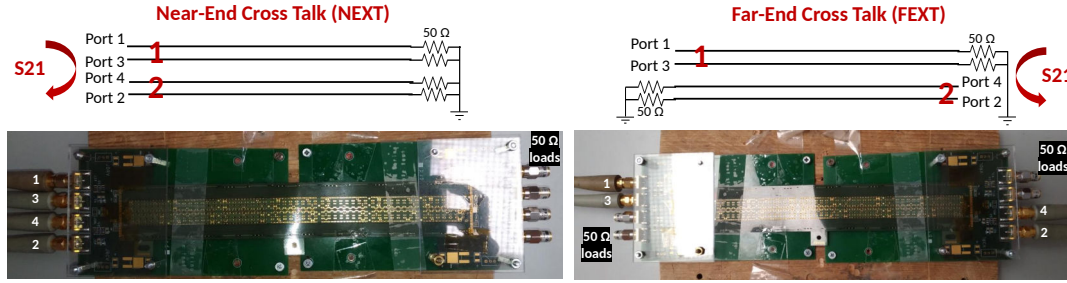 Near-End Cross Talk (NEXT)
50 Ω
Port 1
1
Port 3
S21
Port 4
2
Port 2
50 Ω
loads
1
3
4
2
Far-End Cross Talk (FEXT)
50 Ω
Port 1
1
Port 3
S21
Port 4
2
Port 2
50 Ω
50 Ω
loads
1
3
4
2
50 Ω
loads